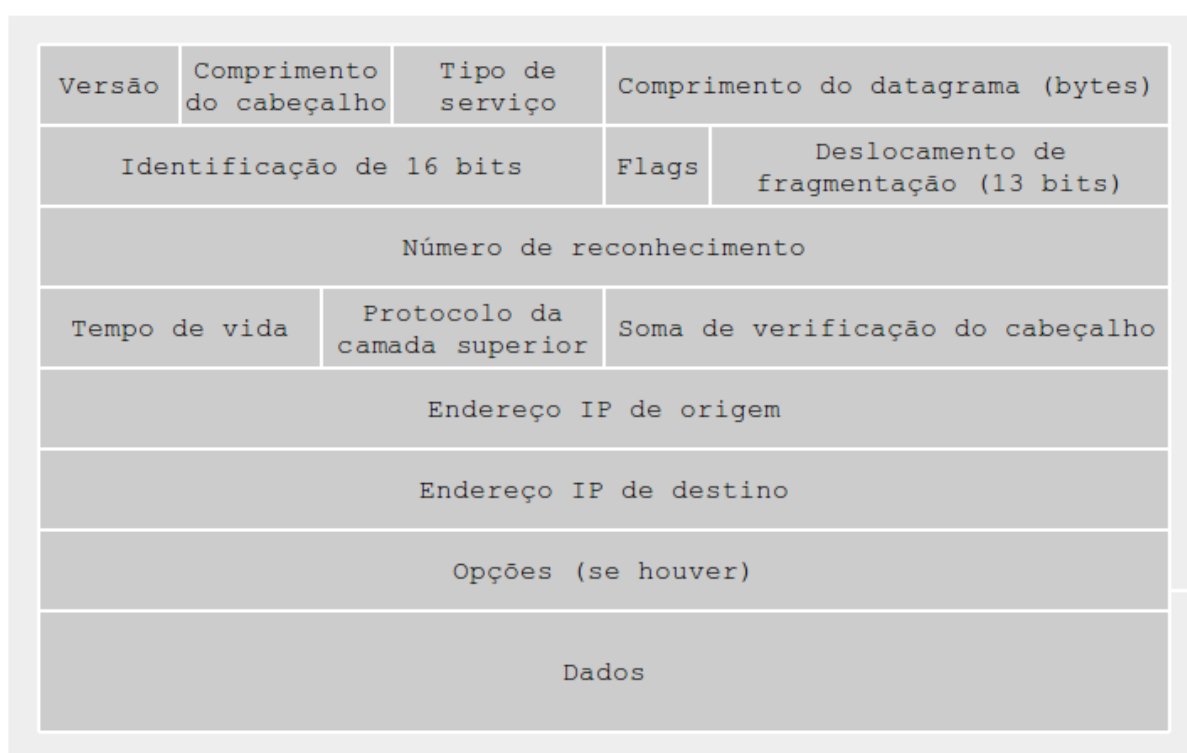 Versão
Comprimento
do cabeçalho
Tipo de
serviço
Comprimento do datagrama (bytes)
Identificação de 16 bits
Flags
Deslocamento de
fragmentação (13 bits)
Número de reconhecimento
Tempo de vida
Protocolo da
camada superior
Soma de verificação do cabeçalho
Endereço IP de origem
Endereço IP de destino
Opções (se houver)
Dados